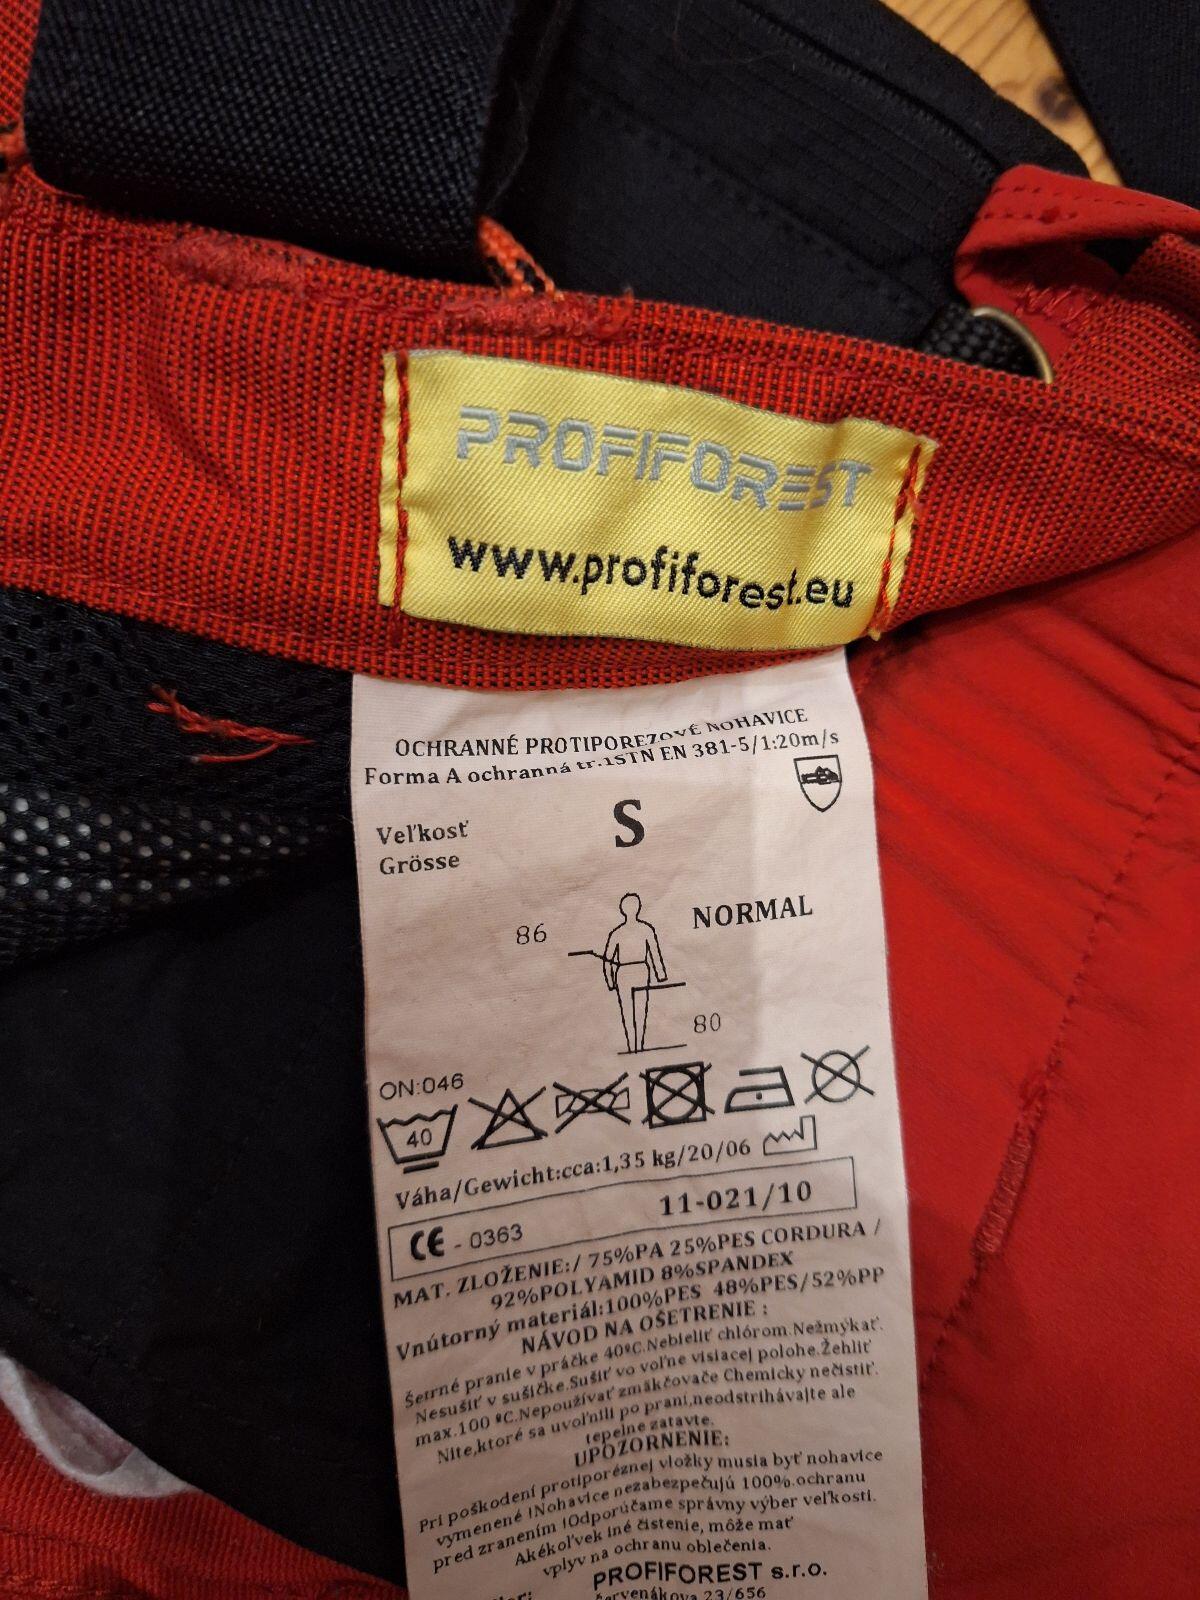 PROFIFOREST
www.profiforest.eu
OCHRANNÉ PROTIPOREZOVÉ NOHAVICE
Forma A ochranná tr.1STN EN 381-5/1:20m/s
Veľkosť
Grösse
S
86
NORMAL
80
ON:046
40
Váha/Gewicht:cca:1,35 kg/20/06
CE - 0363 11-021/10
MAT. ZLOŽENIE:/ 75%PA 25%PES CORDURA /
92%POLYAMID 8%SPANDEX
Vnútorný materiál:100%PES 48%PES/52%PP
NÁVOD NA OŠETRENIE :
Šetrné pranie v práčke 40ºC.Nebieliť chlórom.Nežmýkať.
Nesušiť v sušičke.Sušiť vo voľne visiacej polohe.Žehliť
max.100 ºC.Nepoužívať zmäkčovače Chemicky nečistiť.
Nite,ktoré sa uvoľnili po praní,neodstrihávajte ale
tepelne zatavte.
UPOZORNENIE:
Pri poškodení protiporéznej vložky musia byť nohavice
vymenené !Nohavice nezabezpečujú 100%.ochranu
pred zranením !Odporúčame správny výber veľkosti.
Akékoľvek iné čistenie, môže mať
vplyv na ochranu oblečenia.
PROFIFOREST s.r.o.
23/656